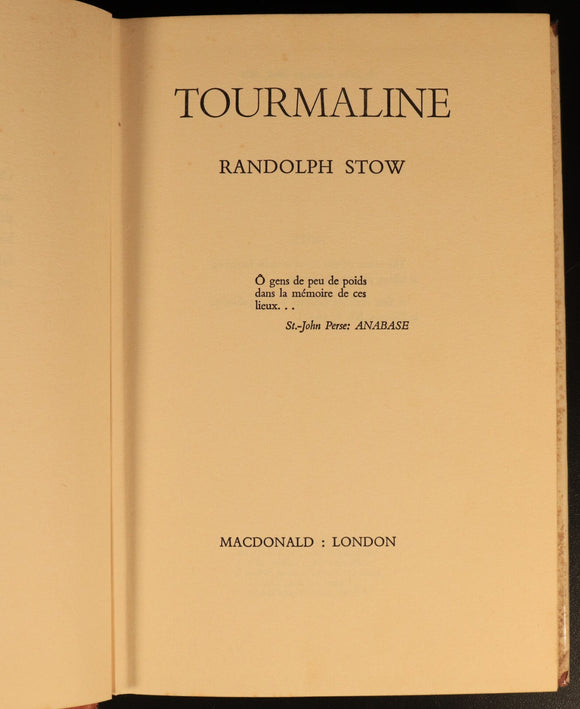 TOURMALINE
RANDOLPH STOW
Ô gens de peu de poids
dans la mémoire de ces
lieux. . .
St.-John Perse: ANABASE
MACDONALD : LONDON